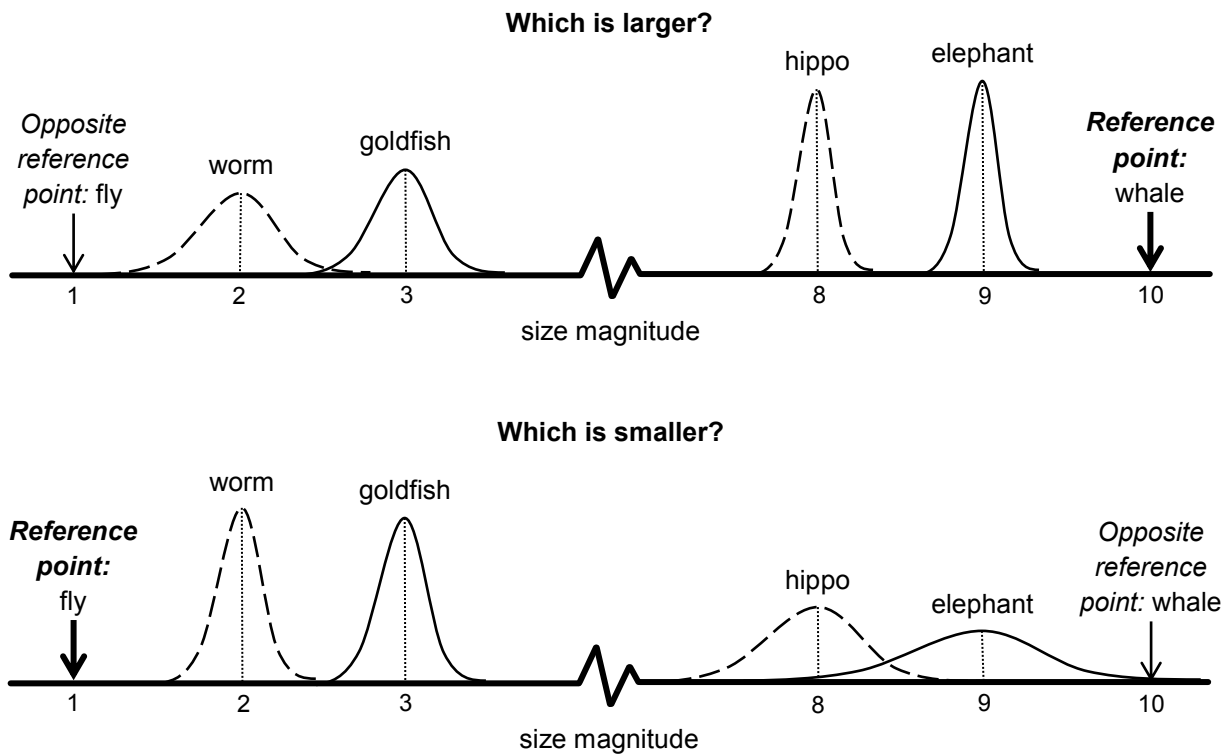 Which is larger?
hippo
elephant
Opposite
reference
point: fly
worm
goldfish
Reference
point:
whale
1
2
3
8
9
10
size magnitude
Which is smaller?
worm
goldfish
Reference
point:
fly
hippo
elephant
Opposite
reference
point: whale
1
2
3
8
9
10
size magnitude